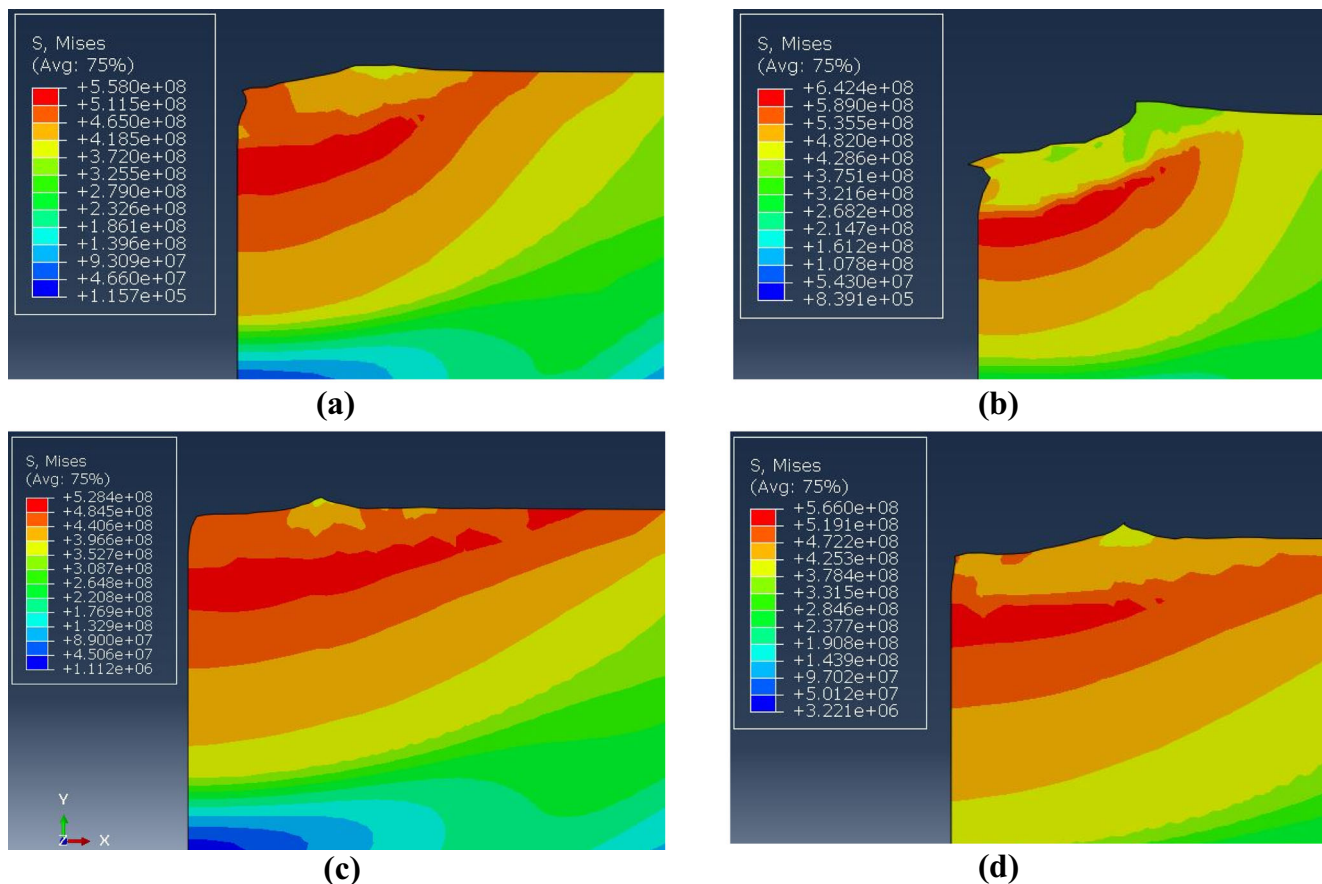 S, Mises
(Avg: 75%)
+5.580e+08
+5.115e+08
+4.650e+08
+4.185e+08
+3.720e+08
+3.255e+08
+2.790e+08
+2.326e+08
+1.861e+08
+1.396e+08
+9.309e+07
+4.660e+07
+1.157e+05
(a)
S, Mises
(Avg: 75%)
+6.424e+08
+5.890e+08
+5.355e+08
+4.820e+08
+4.286e+08
+3.751e+08
+3.216e+08
+2.682e+08
+2.147e+08
+1.612e+08
+1.078e+08
+5.430e+07
+8.391e+05
(b)
S, Mises
(Avg: 75%)
+5.284e+08
+4.845e+08
+4.406e+08
+3.966e+08
+3.527e+08
+3.087e+08
+2.648e+08
+2.208e+08
+1.769e+08
+1.329e+08
+8.900e+07
+4.506e+07
+1.112e+06
Y
Z
X
(c)
S, Mises
(Avg: 75%)
+5.660e+08
+5.191e+08
+4.722e+08
+4.253e+08
+3.784e+08
+3.315e+08
+2.846e+08
+2.377e+08
+1.908e+08
+1.439e+08
+9.702e+07
+5.012e+07
+3.221e+06
(d)